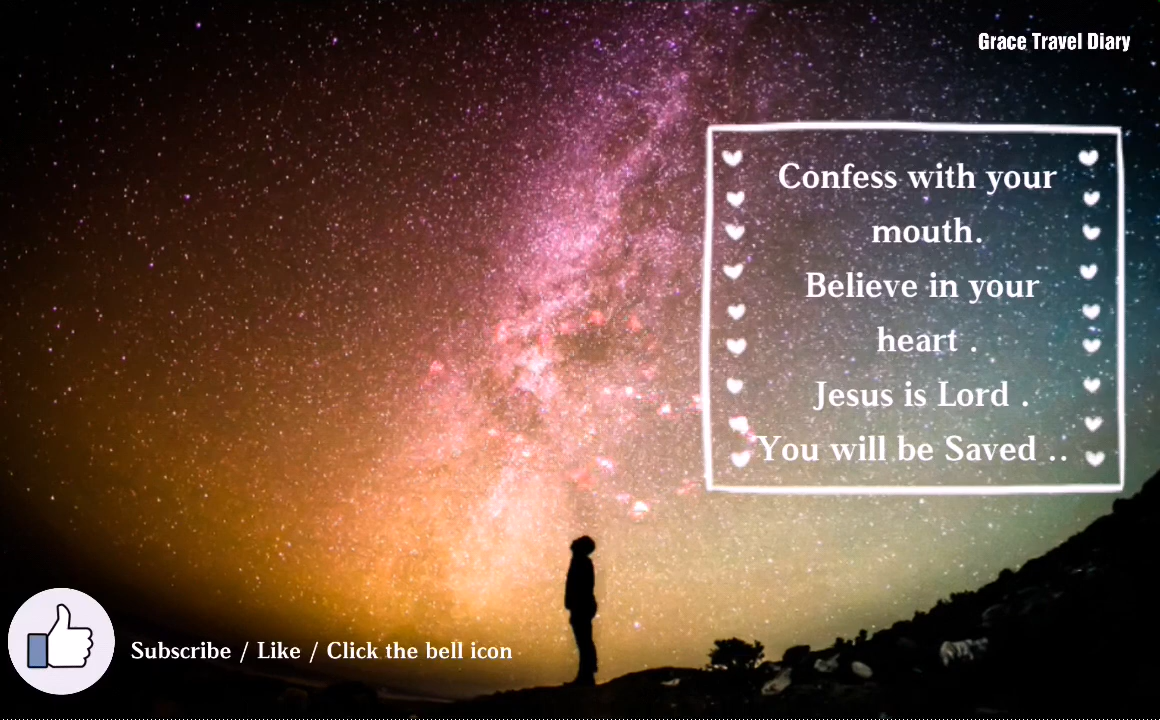 Grace Travel Diary
Confess with your
mouth.
Believe in your
heart .
Jesus is Lord .
You will be Saved ..
Subscribe / Like / Click the bell icon